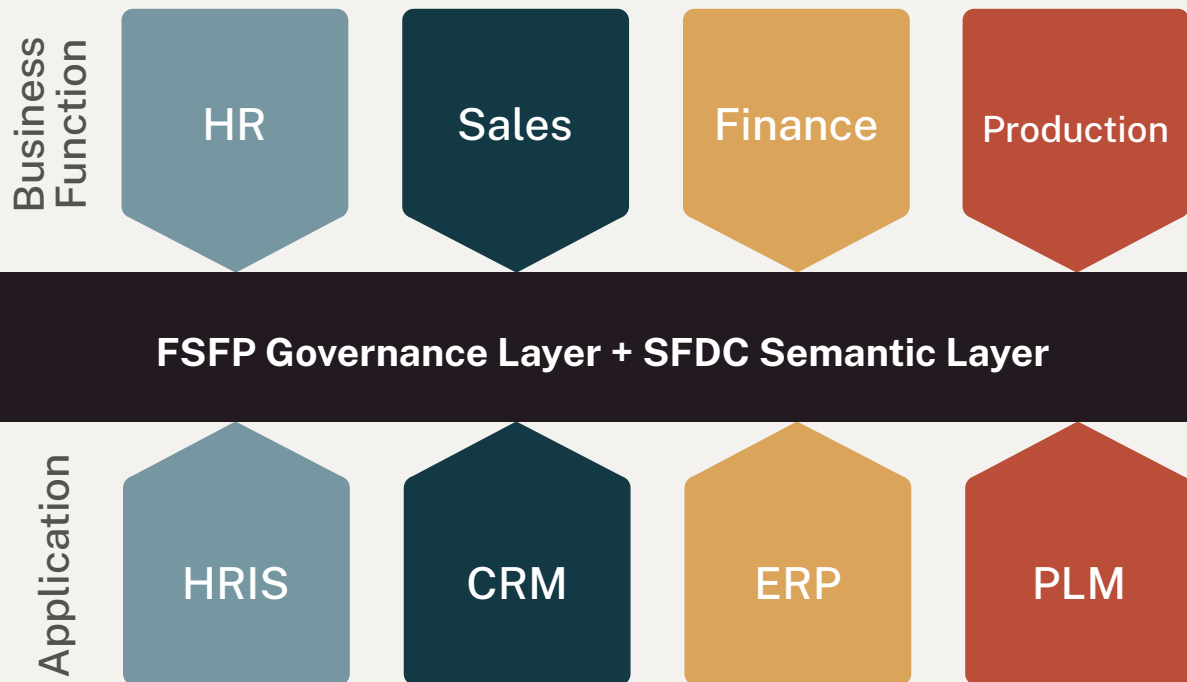 Business
Function
HR
Sales
Finance
Production
FSFP Governance Layer + SFDC Semantic Layer
Application
HRIS
CRM
ERP
PLM